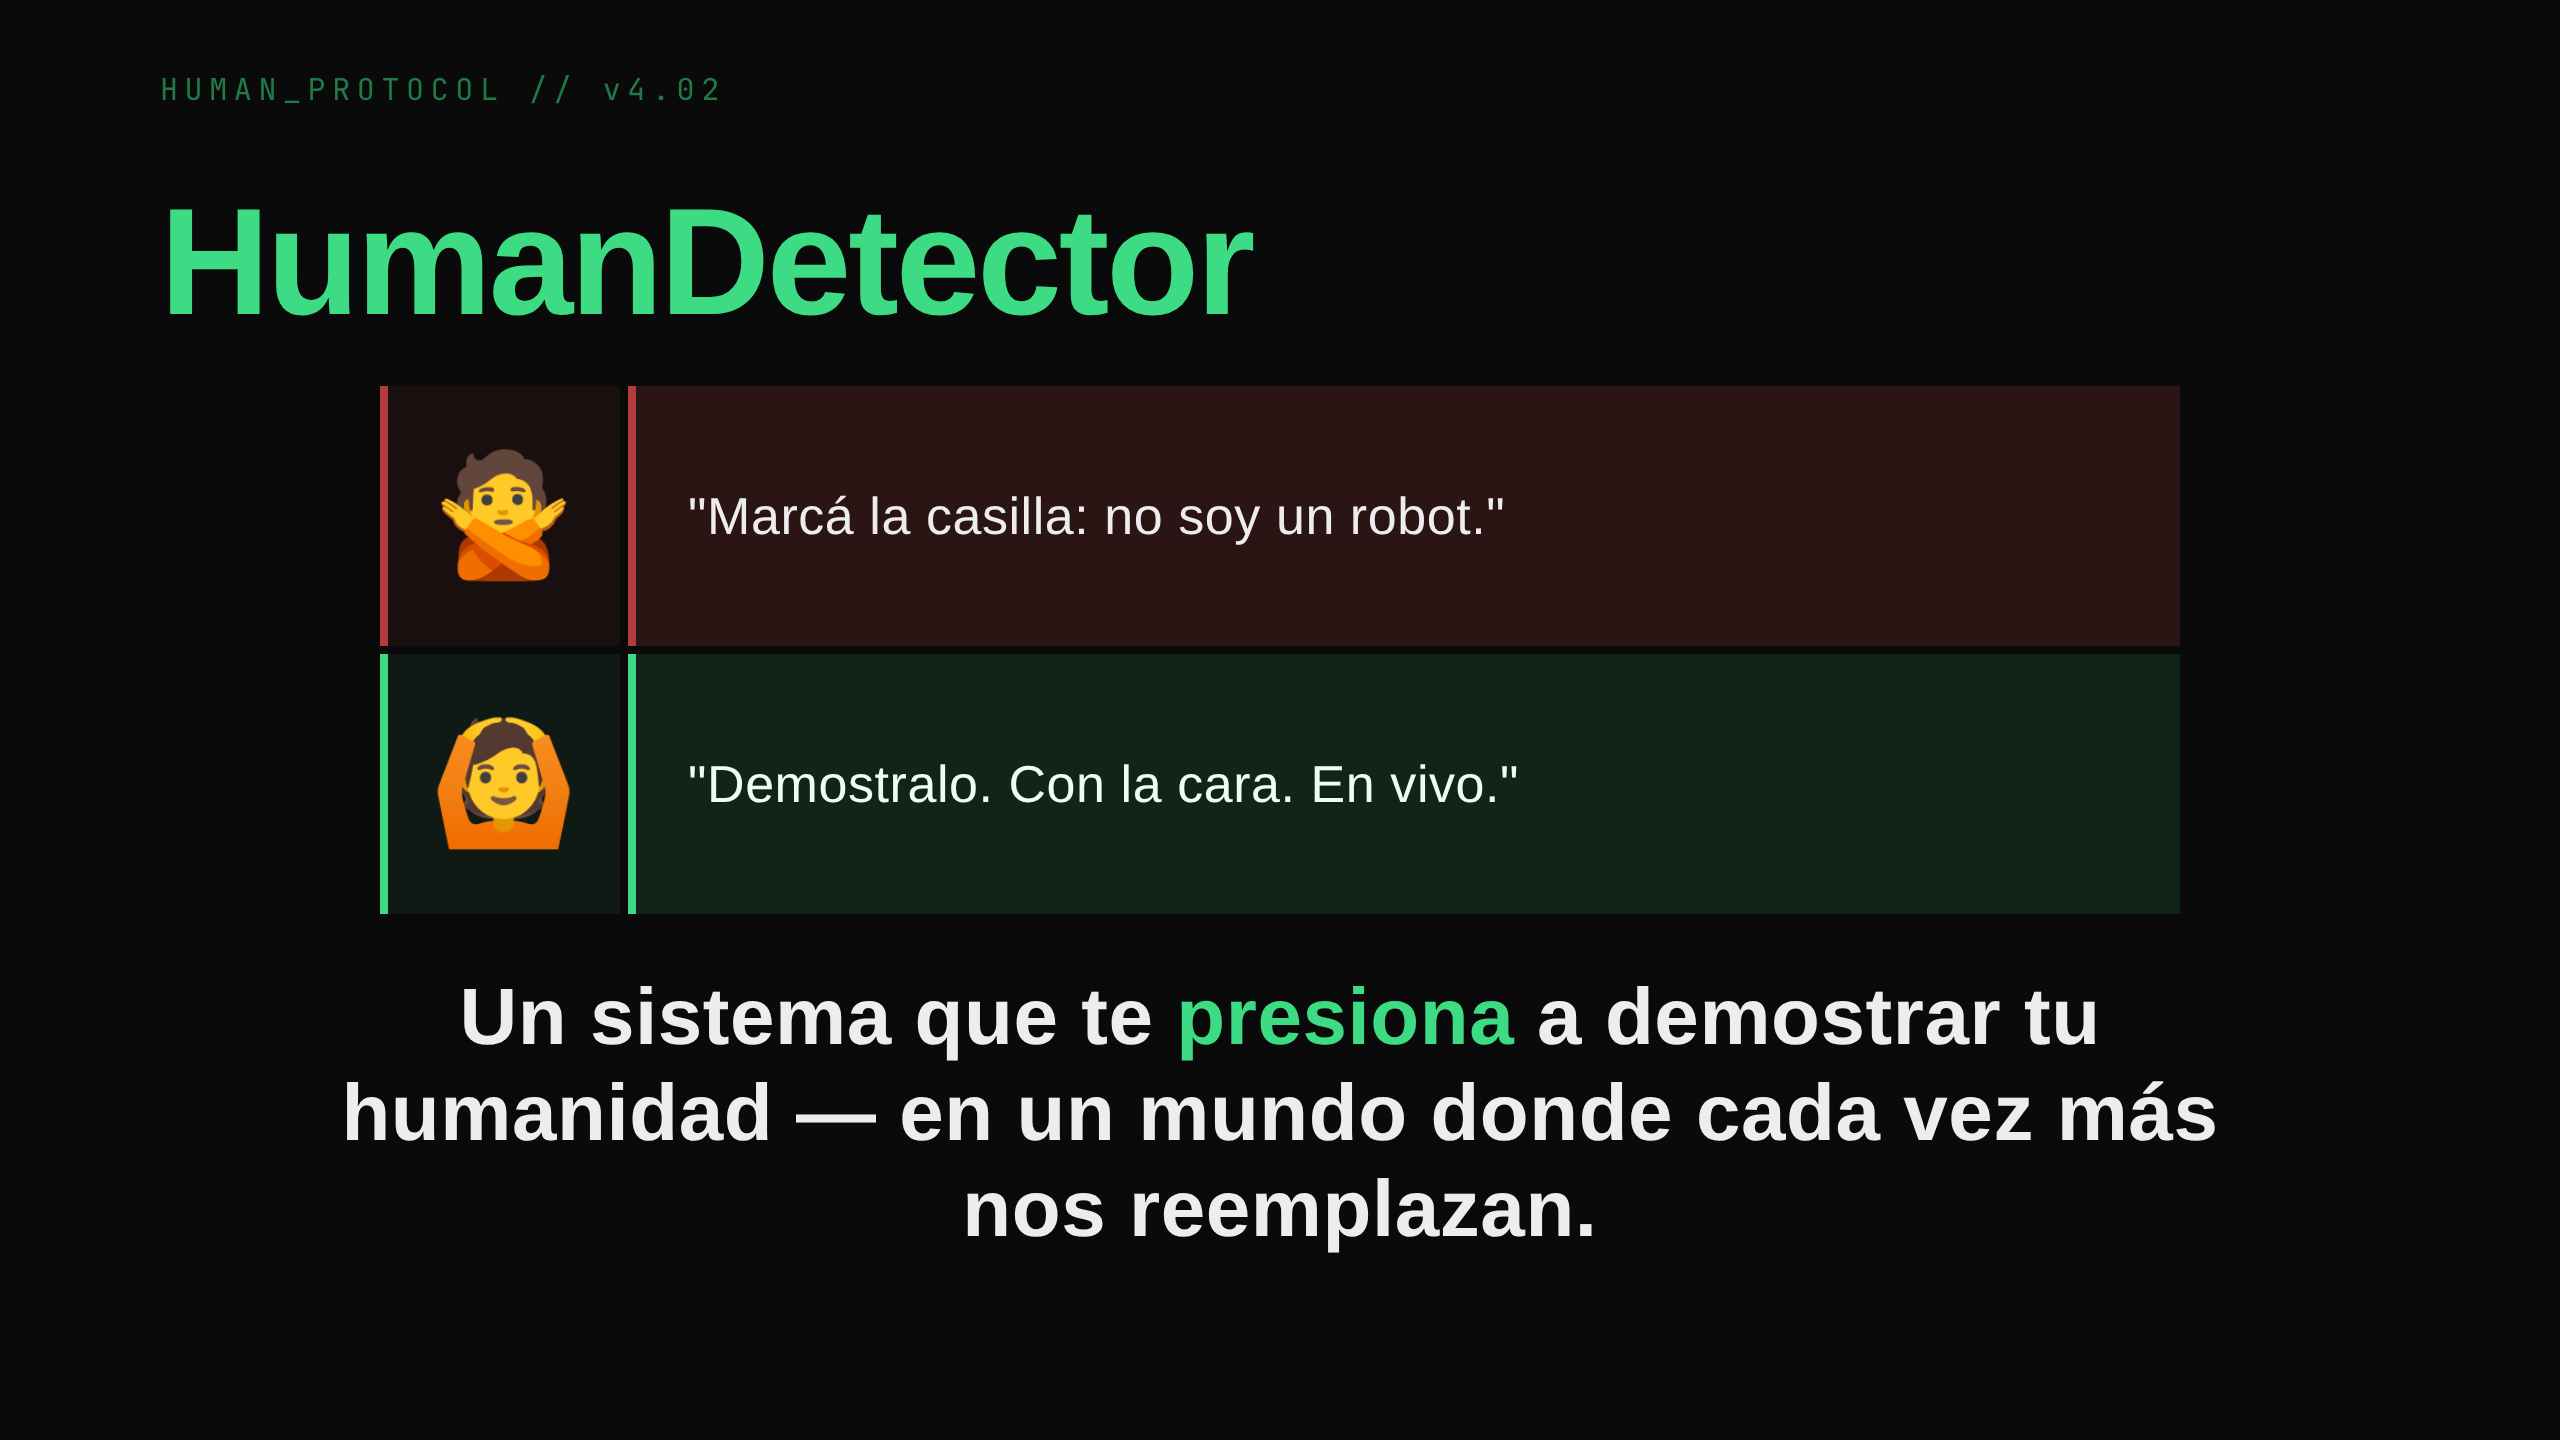 HUMAN_PROTOCOL // v4.02
HumanDetector
"Marcá la casilla: no soy un robot."
"Demostralo. Con la cara. En vivo."
Un sistema que te presiona a demostrar tu
humanidad — en un mundo donde cada vez más
nos reemplazan.